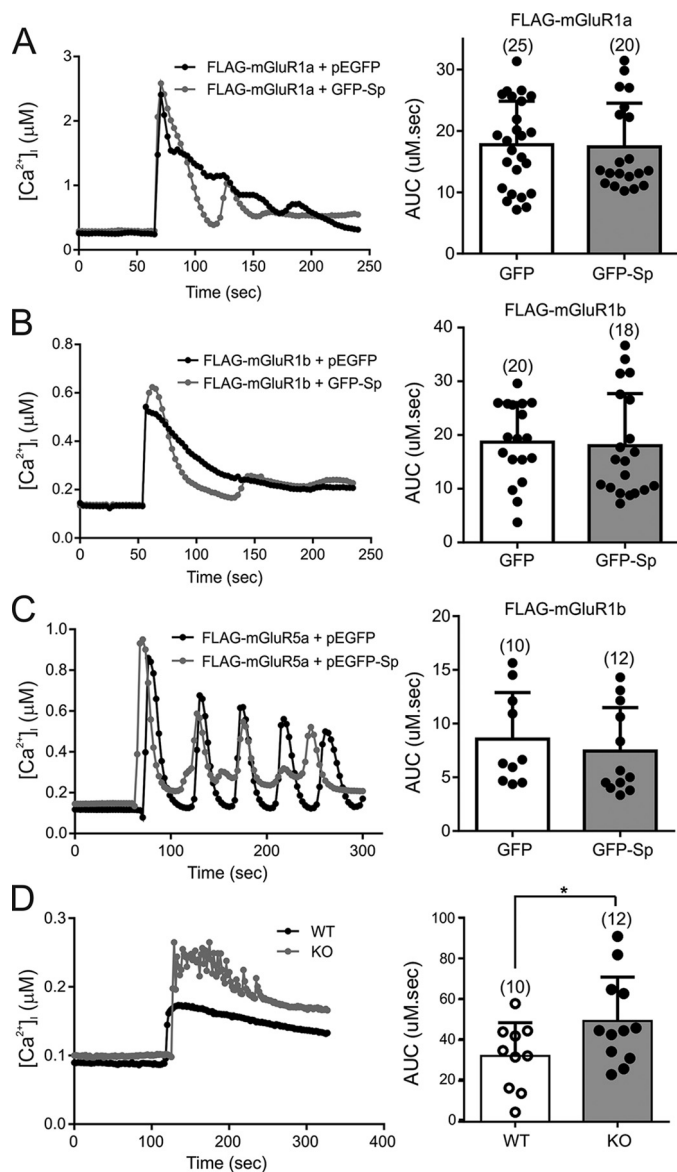 A
FLAG-mGluR1a + pEGFP
FLAG-mGluR1a + GFP-Sp
[Ca²⁺]ᵢ (μM)
3
2
1
0
0 50 100 150 200 250
Time (sec)
FLAG-mGluR1a
(25) (20)
AUC (uM.sec)
30
20
10
0
GFP GFP-Sp
B
FLAG-mGluR1b + pEGFP
FLAG-mGluR1b + GFP-Sp
[Ca²⁺]ᵢ (μM)
0.8
0.6
0.4
0.2
0.0
0 50 100 150 200 250
Time (sec)
FLAG-mGluR1b
(20) (18)
AUC (uM.sec)
40
30
20
10
0
GFP GFP-Sp
C
FLAG-mGluR5a + pEGFP
FLAG-mGluR5a + pEGFP-Sp
[Ca²⁺]ᵢ (μM)
1.0
0.8
0.6
0.4
0.2
0.0
0 100 200 300
Time (sec)
FLAG-mGluR1b
(10) (12)
AUC (uM.sec)
20
15
10
5
0
GFP GFP-Sp
D
WT
KO
[Ca²⁺]ᵢ (μM)
0.3
0.2
0.1
0.0
0 100 200 300 400
Time (sec)
*
(10) (12)
AUC (uM.sec)
100
80
60
40
20
0
WT KO